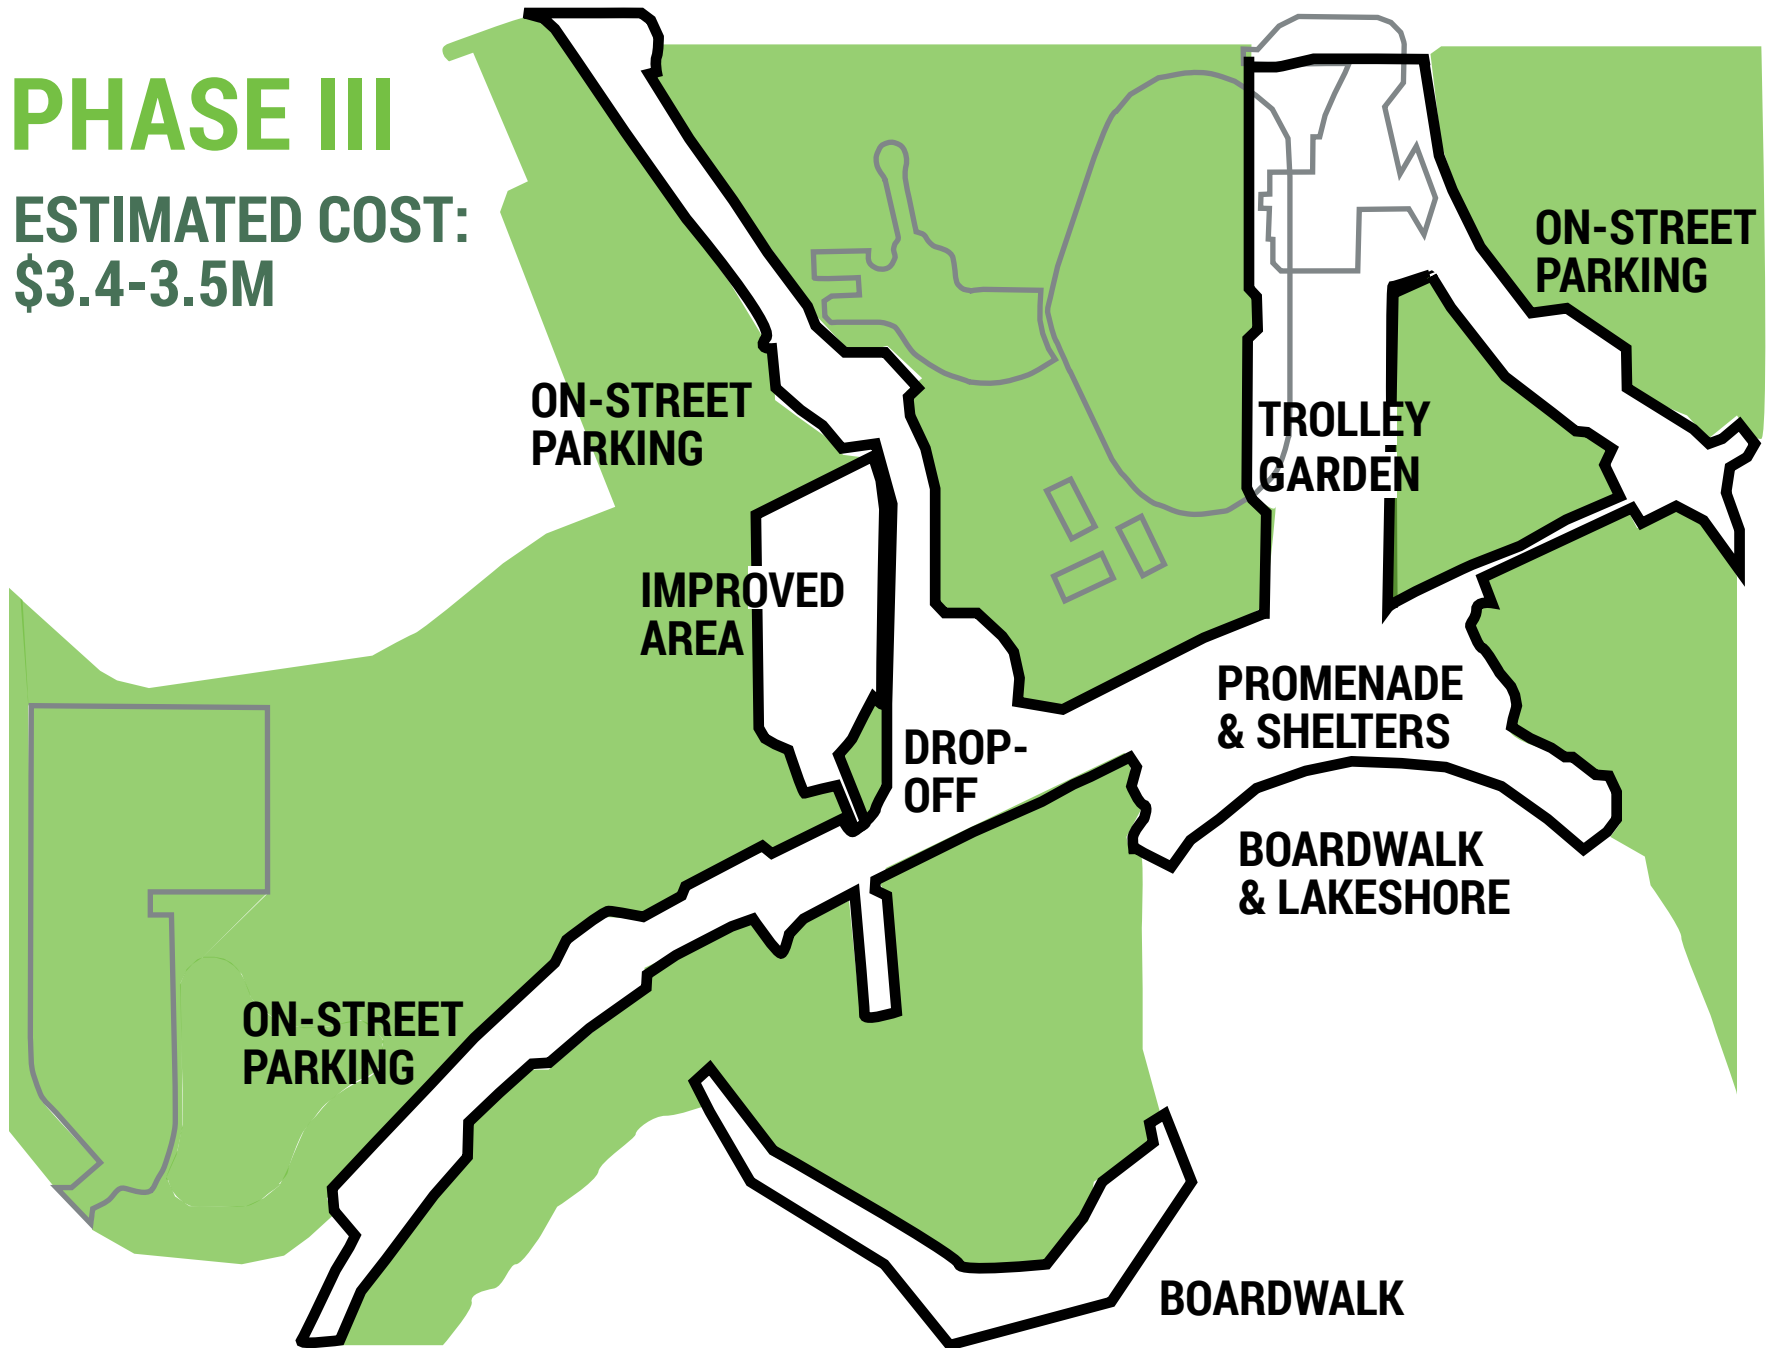 PHASE III
ESTIMATED COST:
$3.4-3.5M
ON-STREET
PARKING
ON-STREET
PARKING
TROLLEY
GARDEN
IMPROVED
AREA
PROMENADE
& SHELTERS
DROP-
OFF
BOARDWALK
& LAKESHORE
ON-STREET
PARKING
BOARDWALK